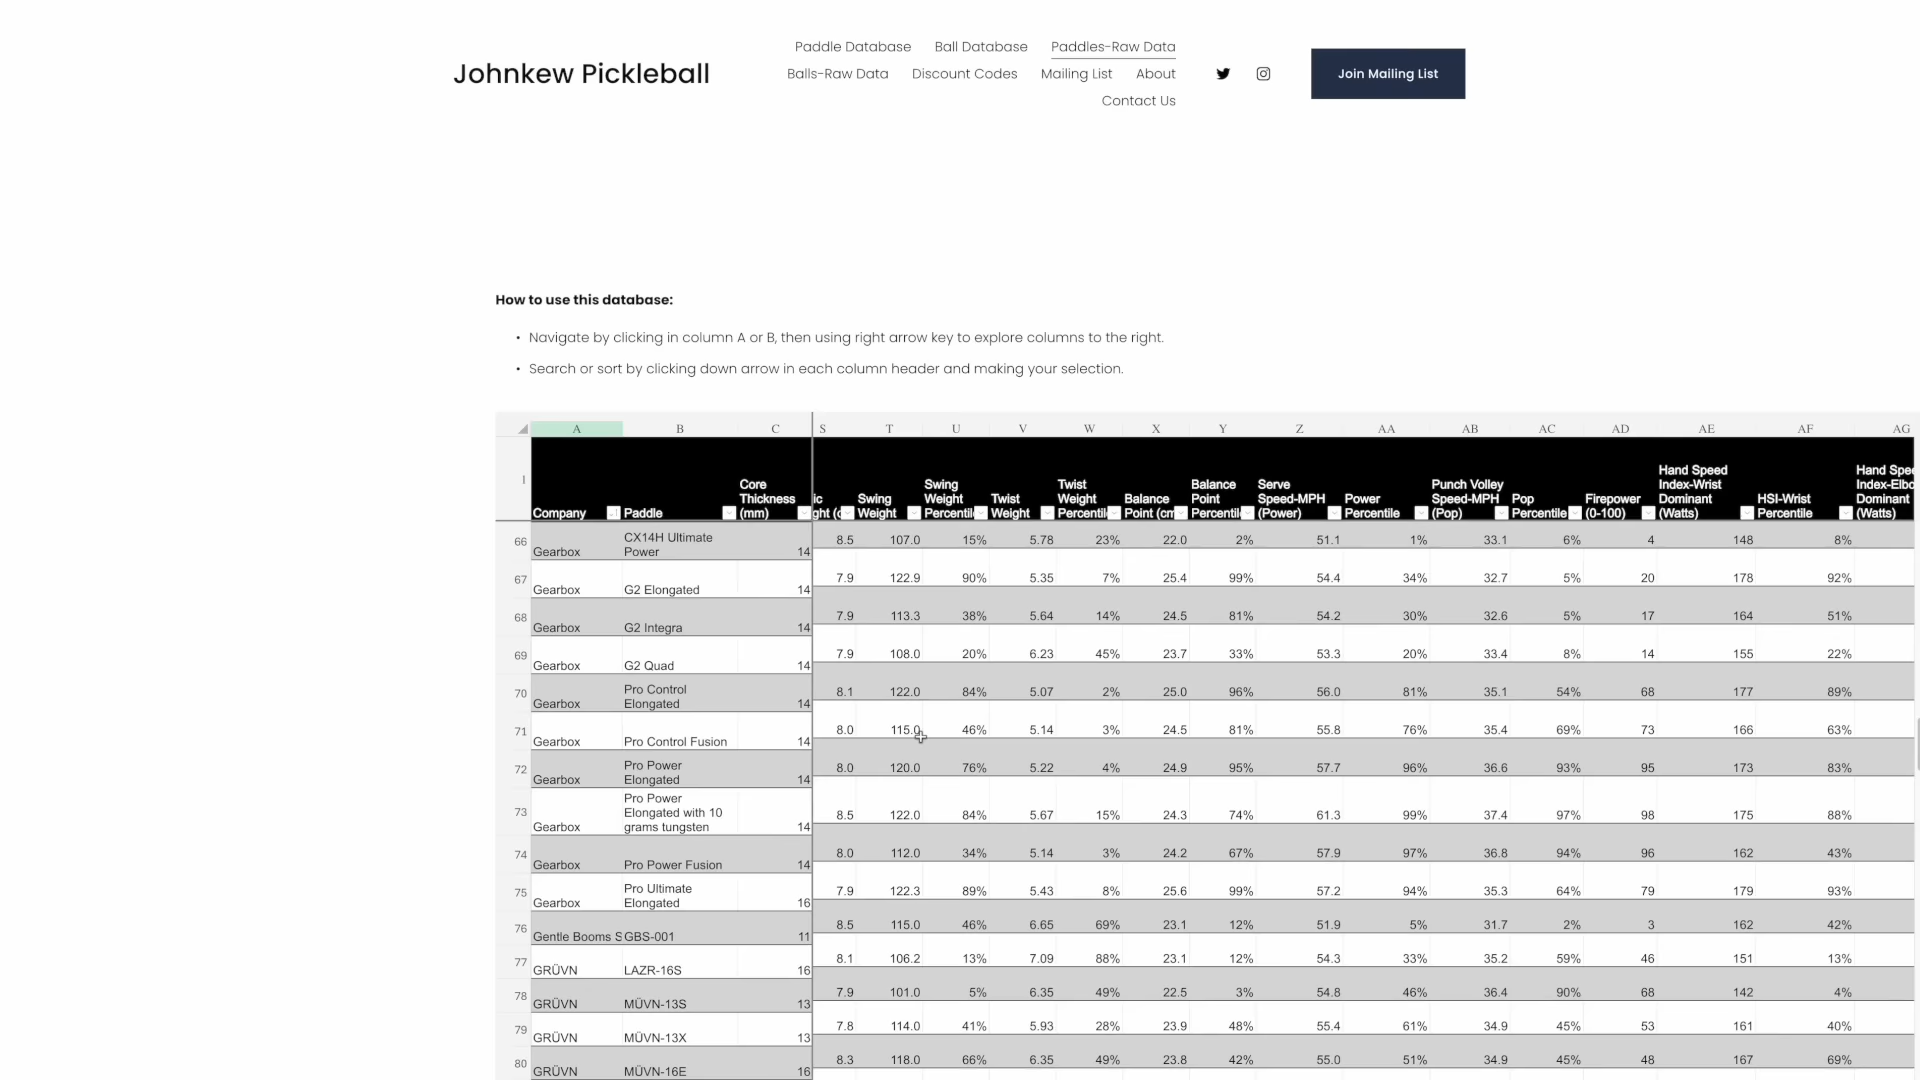 Johnkew Pickleball
Paddle Database Ball Database Paddles-Raw Data
Balls-Raw Data Discount Codes Mailing List About
Contact Us
Join Mailing List
How to use this database:
• Navigate by clicking in column A or B, then using right arrow key to explore columns to the right.
• Search or sort by clicking down arrow in each column header and making your selection.
A B C S T U V W X Y Z AA AB AC AD AE AF AG
1
Company
Paddle
Core
Thickness
(mm)
ic
ght (o
Swing
Weight
Swing
Weight
Percentil
Twist
Weight
Twist
Weight
Percentil
Balance
Point (cm
Balance
Point
Percentil
Serve
Speed-MPH
(Power)
Power
Percentile
Punch Volley
Speed-MPH
(Pop)
Pop
Percentile
Firepower
(0-100)
Hand Speed
Index-Wrist
Dominant
(Watts)
HSI-Wrist
Percentile
Hand Spee
Index-Elbo
Dominant
(Watts)
66 Gearbox CX14H Ultimate
Power 14 8.5 107.0 15% 5.78 23% 22.0 2% 51.1 1% 33.1 6% 4 148 8%
67 Gearbox G2 Elongated 14 7.9 122.9 90% 5.35 7% 25.4 99% 54.4 34% 32.7 5% 20 178 92%
68 Gearbox G2 Integra 14 7.9 113.3 38% 5.64 14% 24.5 81% 54.2 30% 32.6 5% 17 164 51%
69 Gearbox G2 Quad 14 7.9 108.0 20% 6.23 45% 23.7 33% 53.3 20% 33.4 8% 14 155 22%
70 Gearbox Pro Control
Elongated 14 8.1 122.0 84% 5.07 2% 25.0 96% 56.0 81% 35.1 54% 68 177 89%
71 Gearbox Pro Control Fusion 14 8.0 115.0 46% 5.14 3% 24.5 81% 55.8 76% 35.4 69% 73 166 63%
72 Gearbox Pro Power
Elongated 14 8.0 120.0 76% 5.22 4% 24.9 95% 57.7 96% 36.6 93% 95 173 83%
73 Gearbox Pro Power
Elongated with 10
grams tungsten 14 8.5 122.0 84% 5.67 15% 24.3 74% 61.3 99% 37.4 97% 98 175 88%
74 Gearbox Pro Power Fusion 14 8.0 112.0 34% 5.14 3% 24.2 67% 57.9 97% 36.8 94% 96 162 43%
75 Gearbox Pro Ultimate
Elongated 16 7.9 122.3 89% 5.43 8% 25.6 99% 57.2 94% 35.3 64% 79 179 93%
76 Gentle Booms S GBS-001 11 8.5 115.0 46% 6.65 69% 23.1 12% 51.9 5% 31.7 2% 3 162 42%
77 GRÜVN LAZR-16S 16 8.1 106.2 13% 7.09 88% 23.1 12% 54.3 33% 35.2 59% 46 151 13%
78 GRÜVN MÜVN-13S 13 7.9 101.0 5% 6.35 49% 22.5 3% 54.8 46% 36.4 90% 68 142 4%
79 GRÜVN MÜVN-13X 13 7.8 114.0 41% 5.93 28% 23.9 48% 55.4 61% 34.9 45% 53 161 40%
80 GRÜVN MÜVN-16E 16 8.3 118.0 66% 6.35 49% 23.8 42% 55.0 51% 34.9 45% 48 167 69%